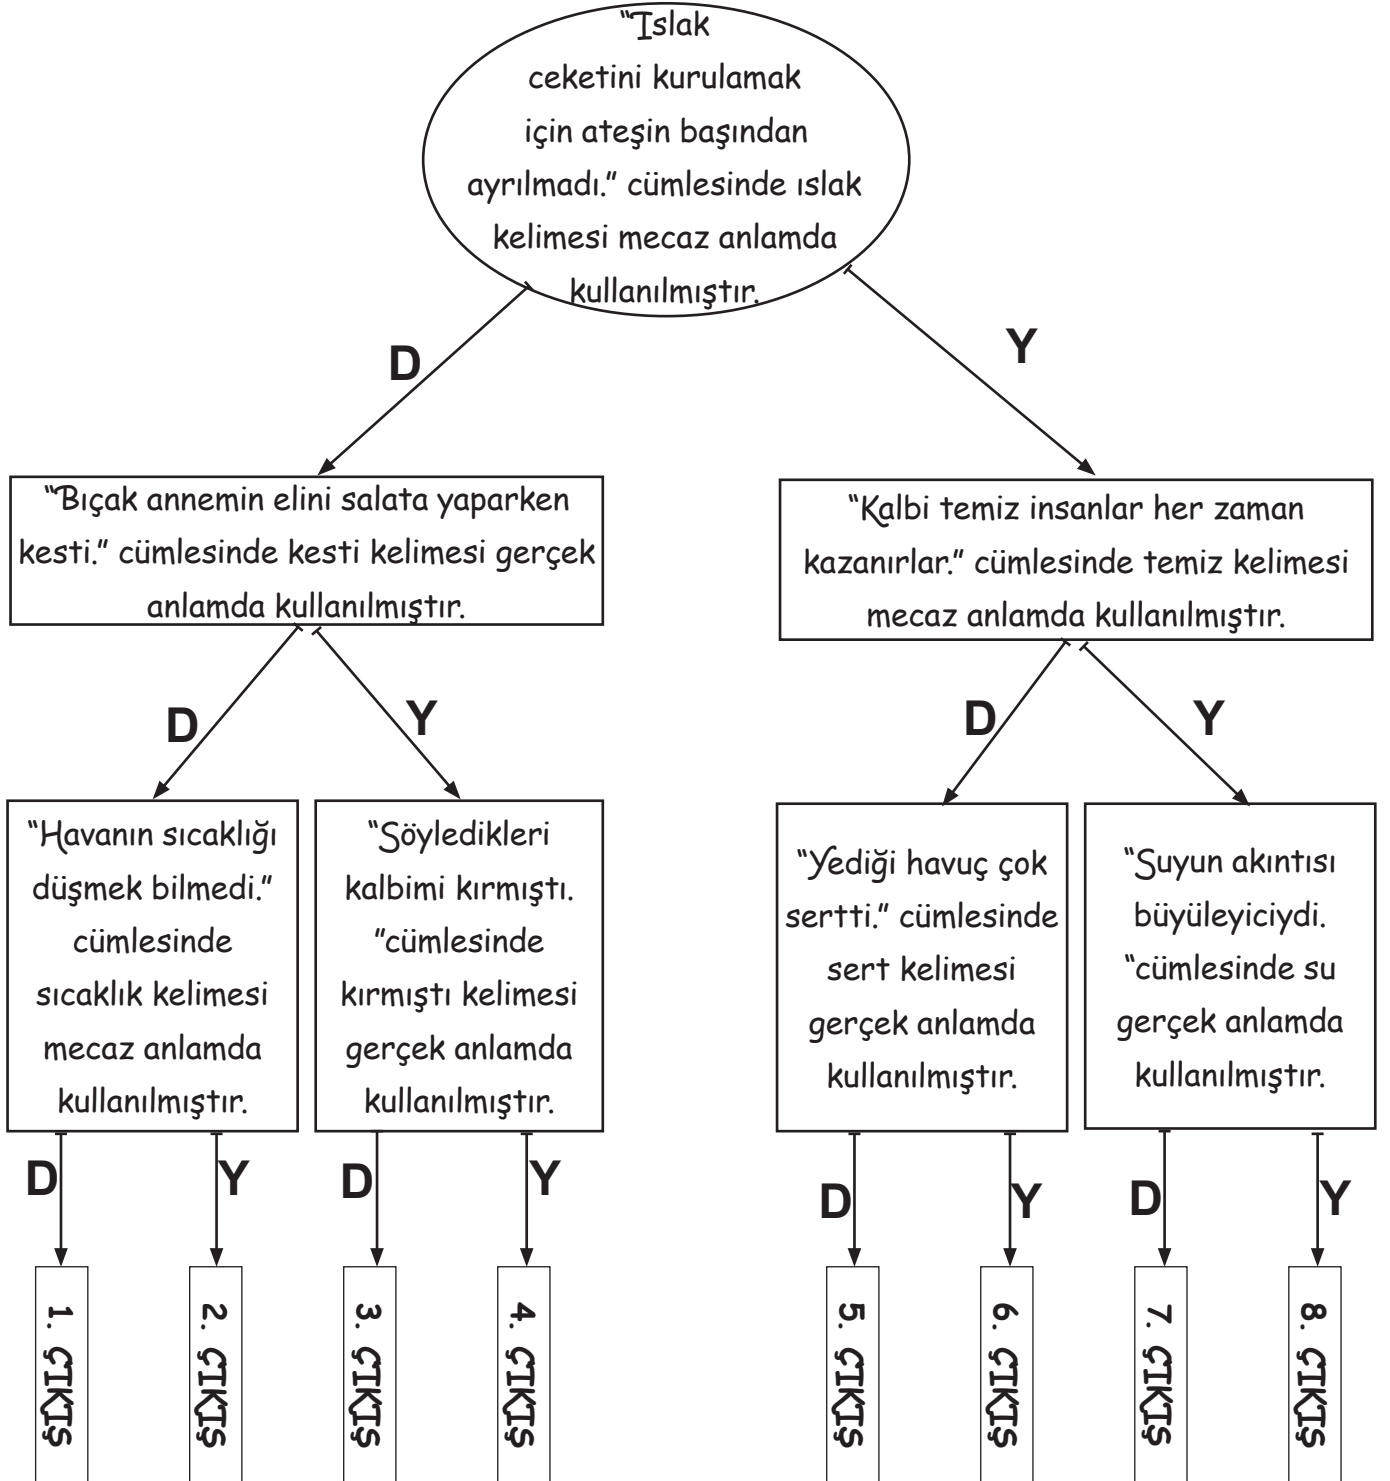 “Islak
ceketini kurulamak
için ateşin başından
ayrılmadı.” cümlesinde ıslak
kelimesi mecaz anlamda
kullanılmıştır.
D
Y
“Bıçak annemin elini salata yaparken
kesti.” cümlesinde kesti kelimesi gerçek
anlamda kullanılmıştır.
“Kalbi temiz insanlar her zaman
kazanırlar.” cümlesinde temiz kelimesi
mecaz anlamda kullanılmıştır.
D
Y
D
Y
“Havanın sıcaklığı
düşmek bilmedi.”
cümlesinde
sıcaklık kelimesi
mecaz anlamda
kullanılmıştır.
“Söyledikleri
kalbimi kırmıştı.
”cümlesinde
kırmıştı kelimesi
gerçek anlamda
kullanılmıştır.
“Yediği havuç çok
sertti.” cümlesinde
sert kelimesi
gerçek anlamda
kullanılmıştır.
“Suyun akıntısı
büyüleyiciydi.
“cümlesinde su
gerçek anlamda
kullanılmıştır.
D
Y
D
Y
D
Y
D
Y
1. ÇIKIŞ
2. ÇIKIŞ
3. ÇIKIŞ
4. ÇIKIŞ
5. ÇIKIŞ
6. ÇIKIŞ
7. ÇIKIŞ
8. ÇIKIŞ